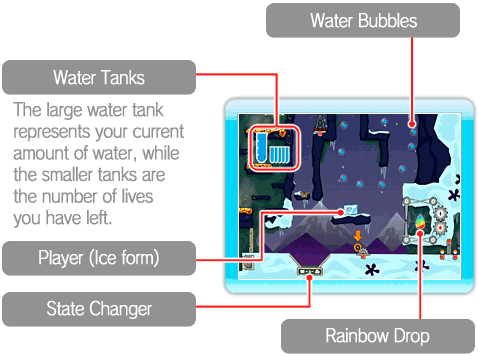 Water Bubbles
Water Tanks
The large water tank
represents your current
amount of water, while
the smaller tanks are
the number of lives
you have left.
Player (Ice form)
State Changer
Rainbow Drop